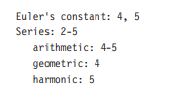 Euler's constant: 4, 5
Series: 2-5
arithmetic: 4-5
geometric: 4
harmonic: 5